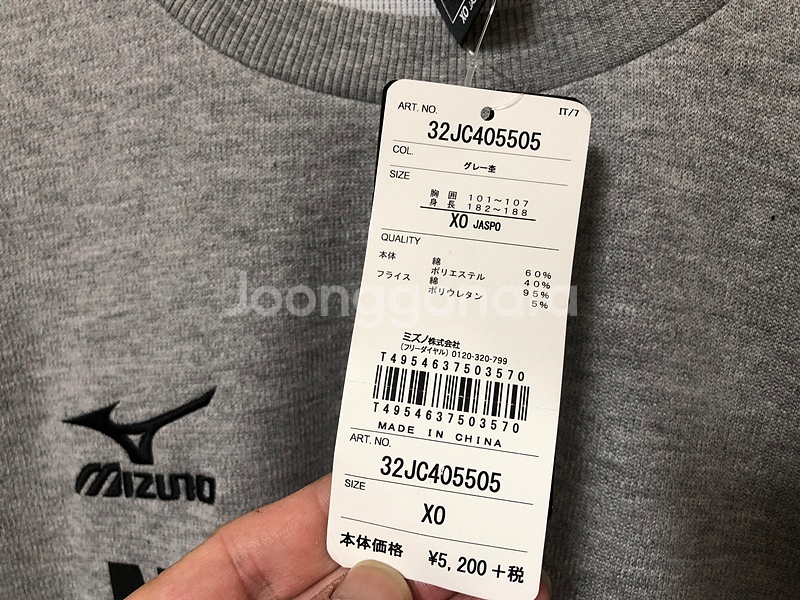 XO
ART. NO.
IT/7
32JC405505
COL.
グレー杢
SIZE
胸 囲 101~107
身 長 182~188
XO JASPO
QUALITY
本体 綿 60%
ポリエステル 40%
フライス 綿 95%
ポリウレタン 5%
Joonggonara
ミズノ株式会社
(フリーダイヤル) 0120-320-799
T4954637503570
T4954637503570
MADE IN CHINA
ART. NO.
32JC405505
SIZE
XO
本体価格 ¥5,200+税
MIZUNO